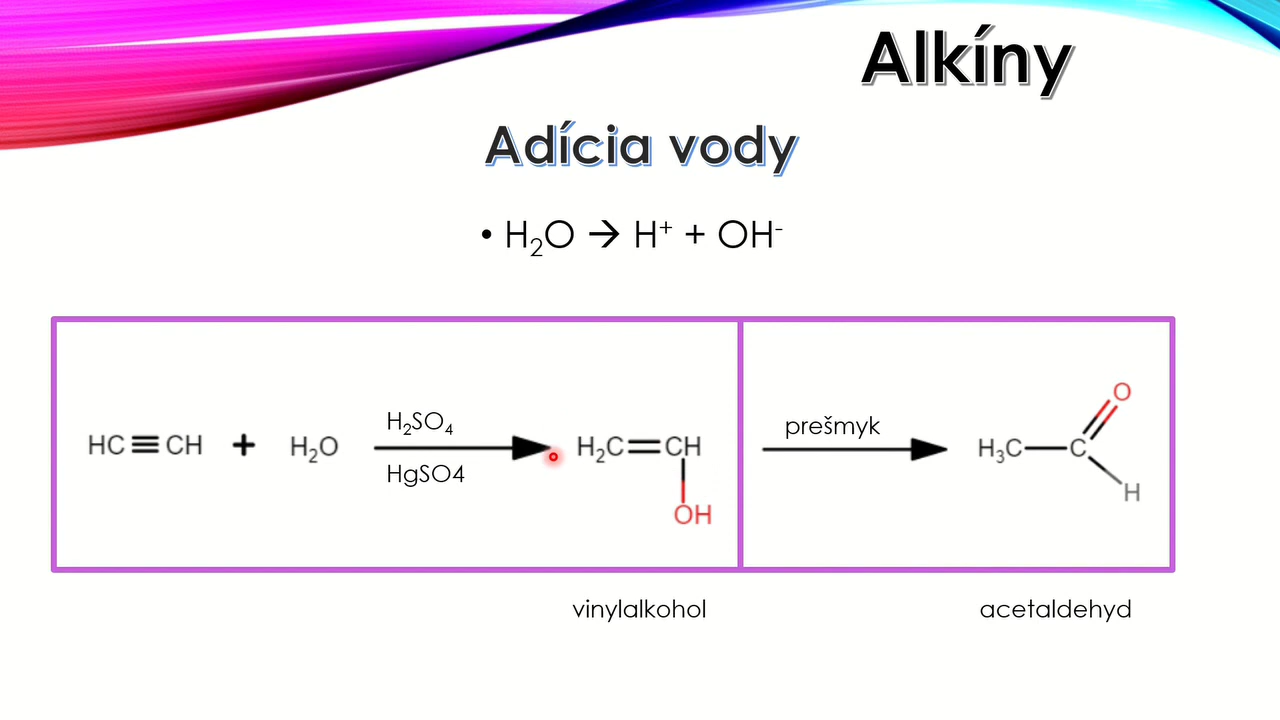 Alkíny
Adícia vody
• H₂O → H⁺ + OH⁻
HC≡CH + H₂O
H₂SO₄
HgSO4
H₂C=CH
OH
prešmyk
O
H₃C—C
H
vinylalkohol
acetaldehyd